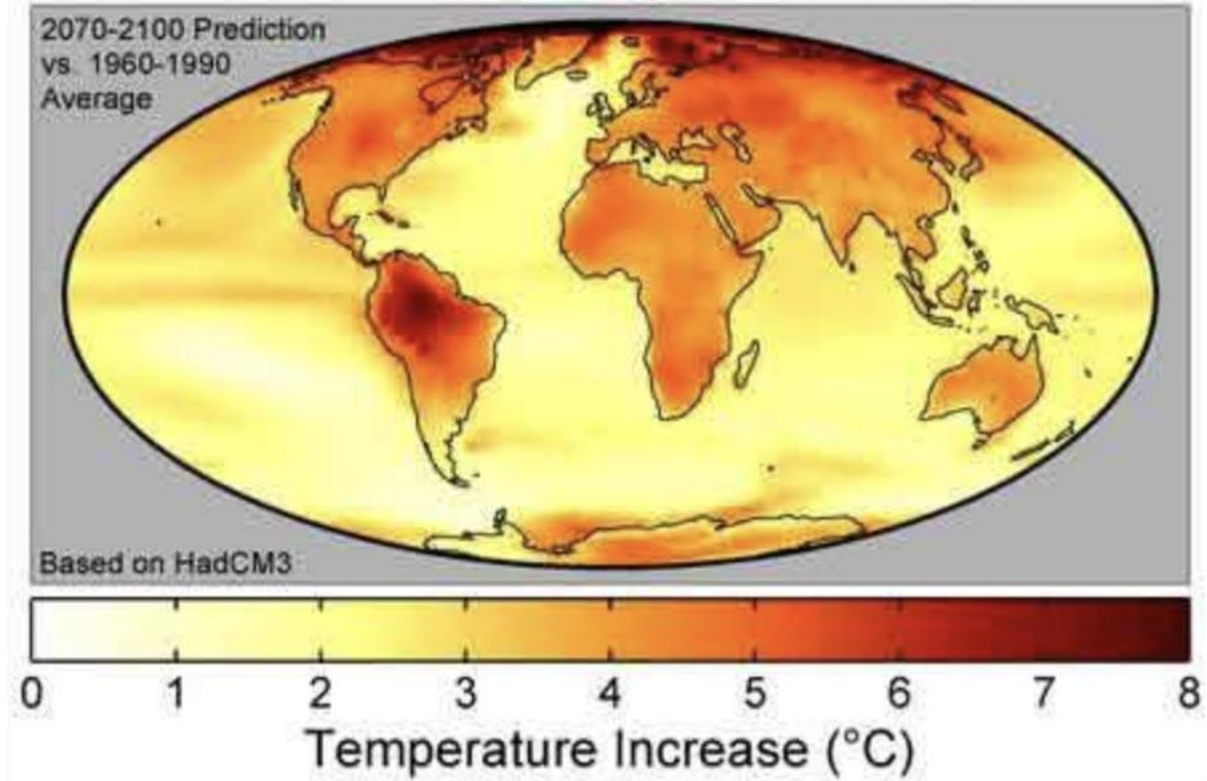 2070-2100 Prediction
vs. 1960-1990
Average
Based on HadCM3
0 1 2 3 4 5 6 7 8
Temperature Increase (°C)